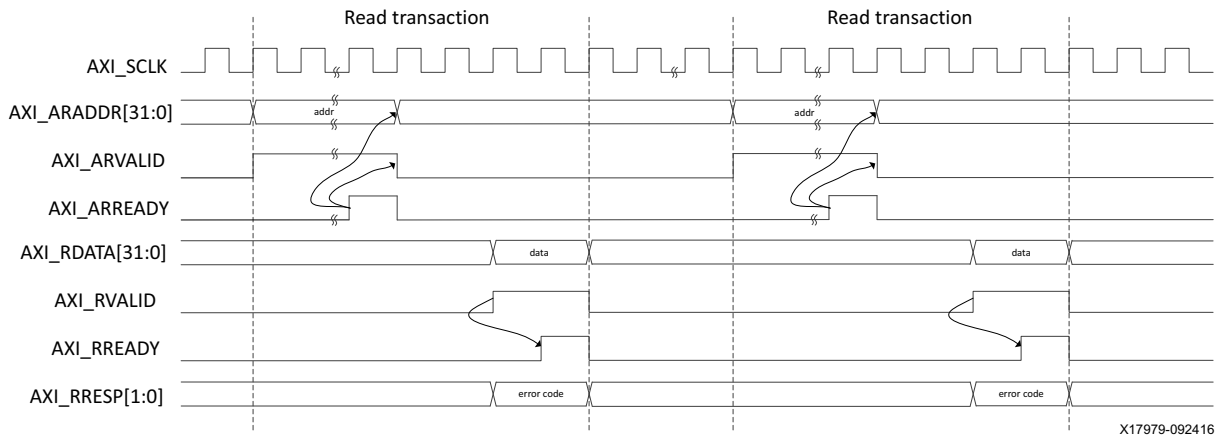 Read transaction Read transaction
AXI_SCLK
AXI_ARADDR[31:0] addr addr
AXI_ARVALID
AXI_ARREADY
AXI_RDATA[31:0] data data
AXI_RVALID
AXI_RREADY
AXI_RRESP[1:0] error code error code
X17979-092416